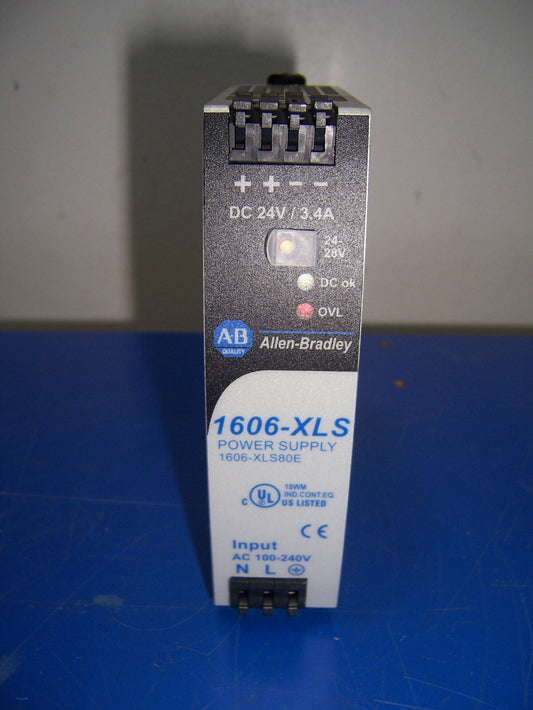 + + − −
DC 24V / 3.4A
24-
28V
DC ok
OVL
A·B
QUALITY
Allen-Bradley
1606-XLS
POWER SUPPLY
1606-XLS80E
18WM
IND.CONT.EQ.
C UL US LISTED
CE
Input
AC 100-240V
N L